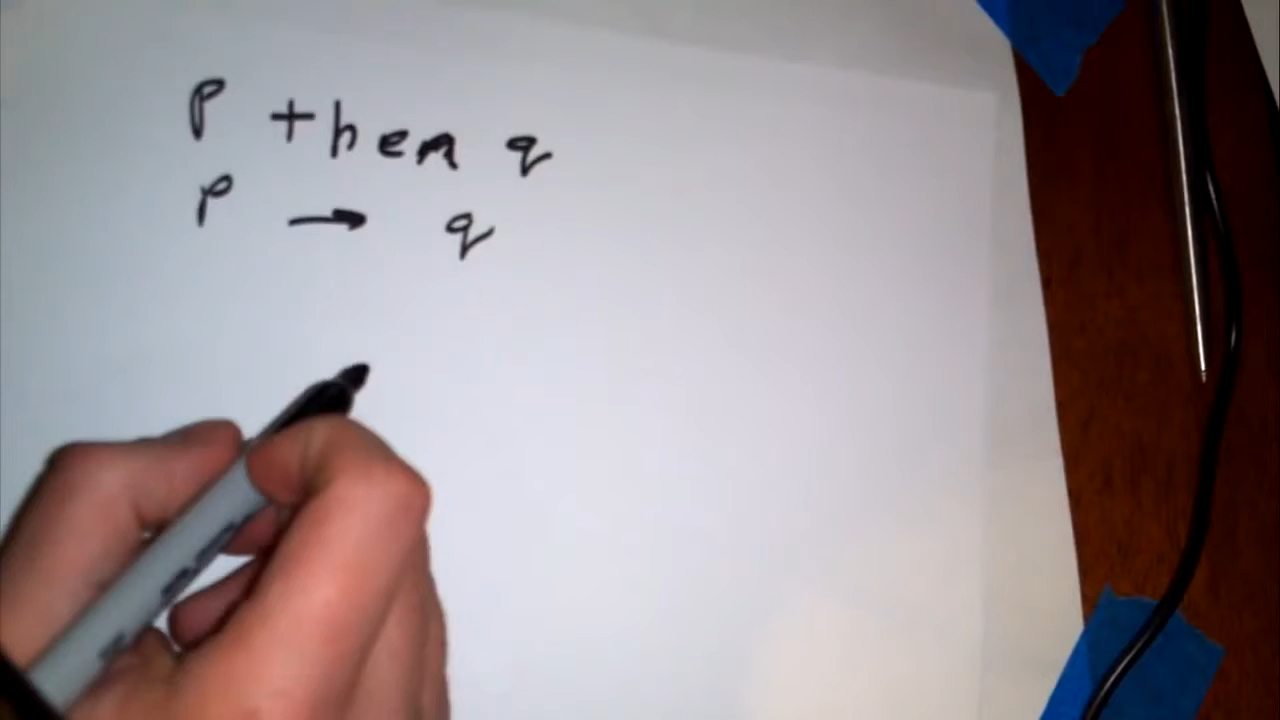 P then q
P → q